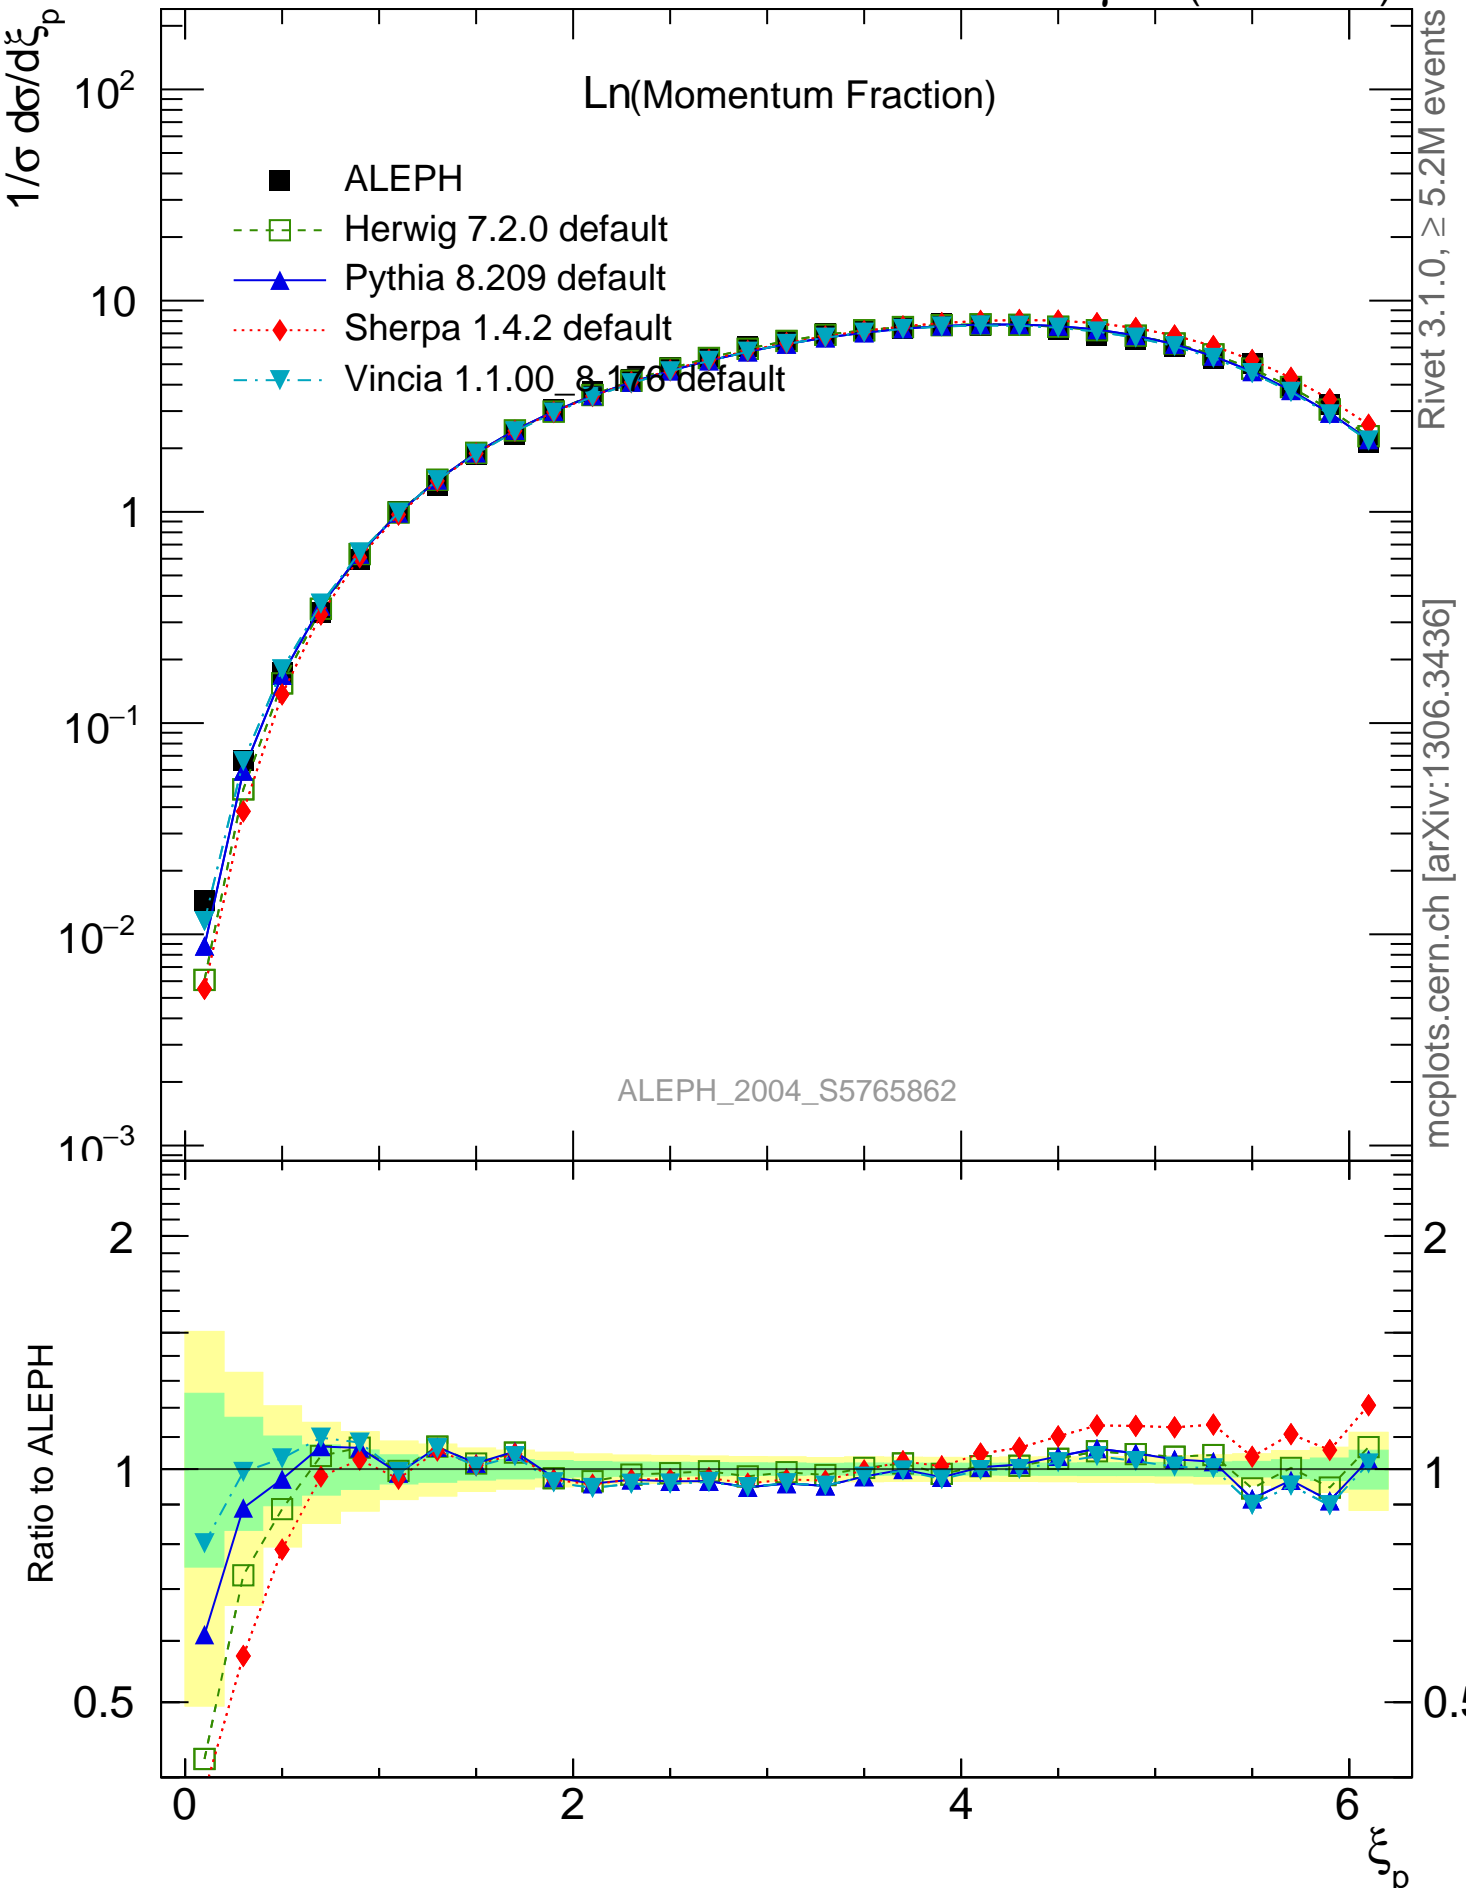 1/σ dσ/dξp
Ln(Momentum Fraction)
ALEPH
Herwig 7.2.0 default
Pythia 8.209 default
Sherpa 1.4.2 default
Vincia 1.1.00_8.176 default
10²
10
1
10⁻¹
10⁻²
10⁻³
ALEPH_2004_S5765862
Rivet 3.1.0, ≥ 5.2M events
mcplots.cern.ch [arXiv:1306.3436]
Ratio to ALEPH
2
1
0.5
2
1
0.5
0
2
4
6
ξp